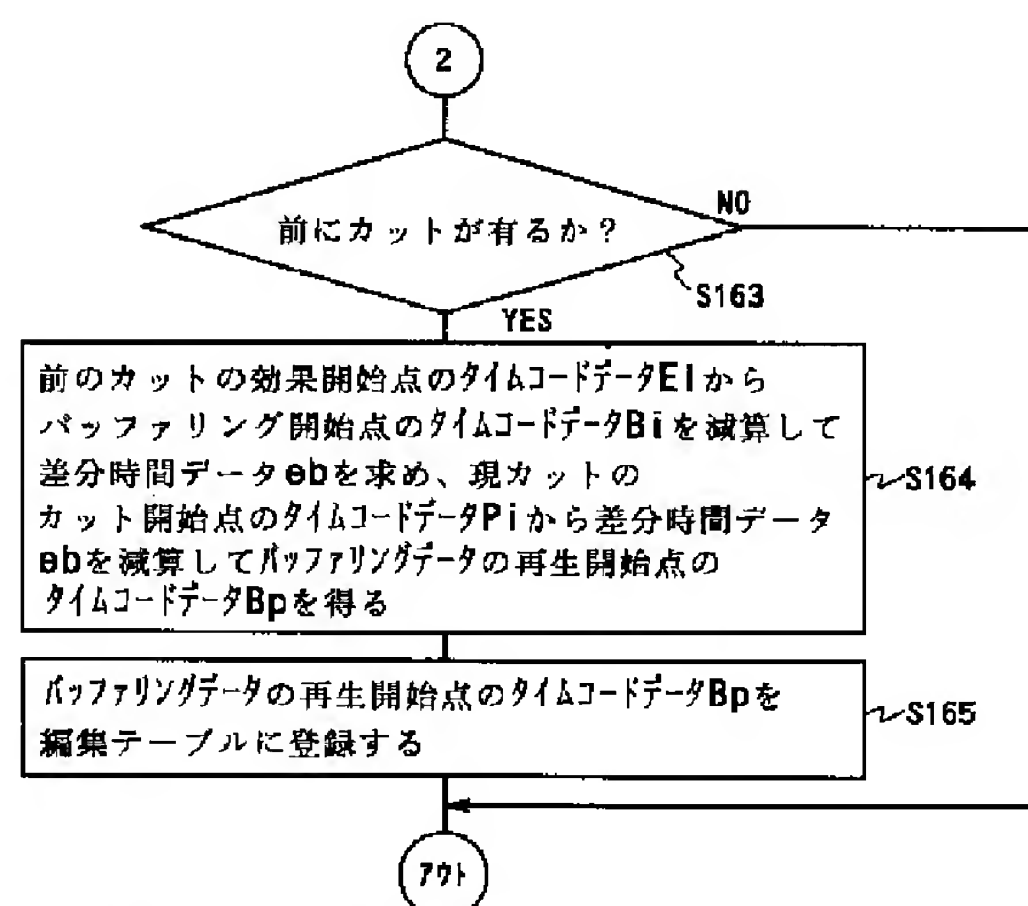 2
NO
前にカットが有るか？
S163
YES
前のカットの効果開始点のﾀｲﾑｺｰﾄﾞﾃﾞｰﾀEIから
バッファリング開始点のﾀｲﾑｺｰﾄﾞﾃﾞｰﾀBiを減算して
差分時間データebを求め、現カットの
S164
カット開始点のﾀｲﾑｺｰﾄﾞﾃﾞｰﾀPiから差分時間データ
ebを減算してﾊﾞｯﾌｧﾘﾝｸﾞﾃﾞｰﾀの再生開始点の
ﾀｲﾑｺｰﾄﾞﾃﾞｰﾀBpを得る
ﾊﾞｯﾌｧﾘﾝｸﾞﾃﾞｰﾀの再生開始点のﾀｲﾑｺｰﾄﾞﾃﾞｰﾀBpを
S165
編集テーブルに登録する
ｱｳﾄ